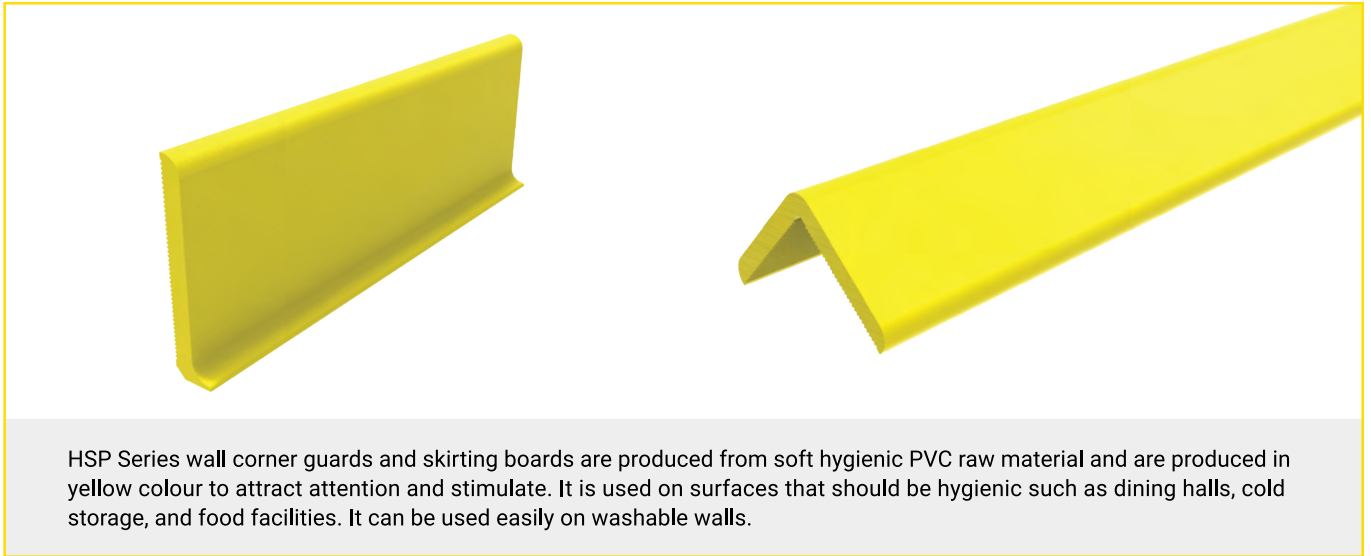 HSP Series wall corner guards and skirting boards are produced from soft hygienic PVC raw material and are produced in
yellow colour to attract attention and stimulate. It is used on surfaces that should be hygienic such as dining halls, cold
storage, and food facilities. It can be used easily on washable walls.